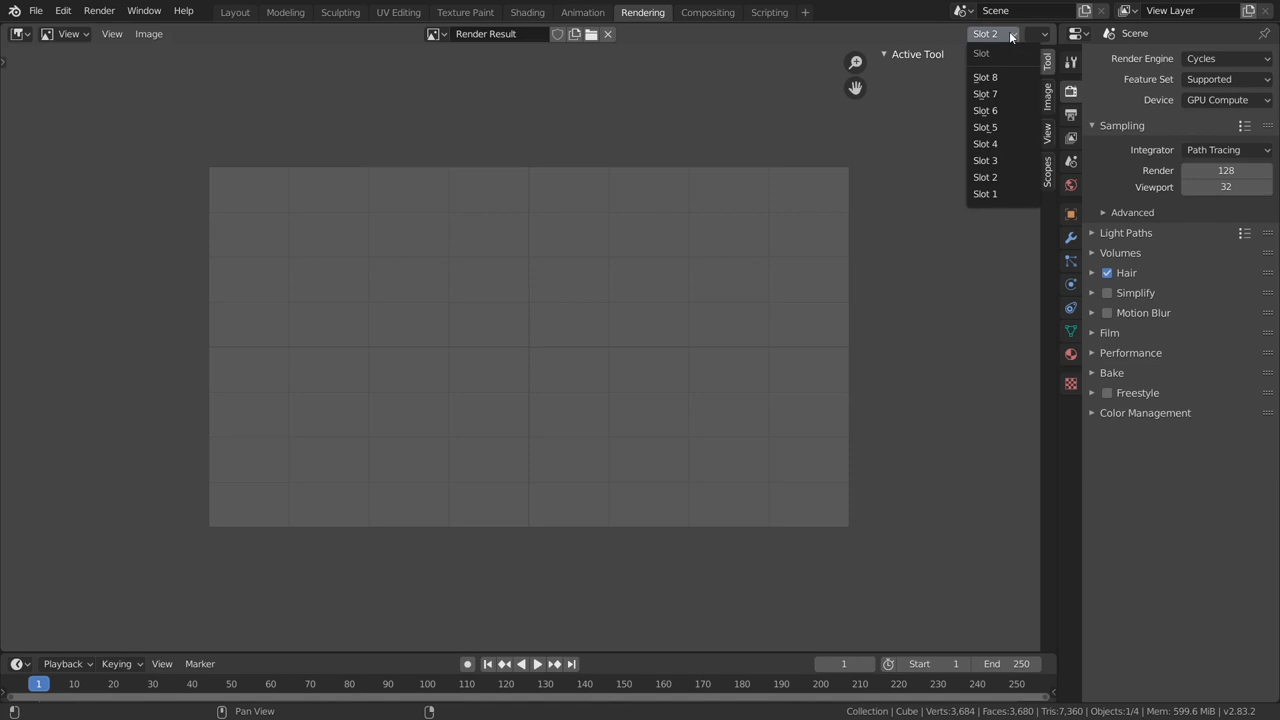 File Edit Render Window Help Layout Modeling Sculpting UV Editing Texture Paint Shading Animation Rendering Compositing Scripting + Scene View Layer
View View Image Render Result Slot 2 Scene
Active Tool
Slot
Slot 8
Slot 7
Slot 6
Slot 5
Slot 4
Slot 3
Slot 2
Slot 1
Tool
Image
View
Scopes
Render Engine Cycles
Feature Set Supported
Device GPU Compute
Sampling
Integrator Path Tracing
Render 128
Viewport 32
Advanced
Light Paths
Volumes
Hair
Simplify
Motion Blur
Film
Performance
Bake
Freestyle
Color Management
Playback Keying View Marker 1 Start 1 End 250
1 10 20 30 40 50 60 70 80 90 100 110 120 130 140 150 160 170 180 190 200 210 220 230 240 250
Pan View Collection | Cube | Verts:3,684 | Faces:3,680 | Tris:7,360 | Objects:1/4 | Mem: 599.6 MiB | v2.83.2